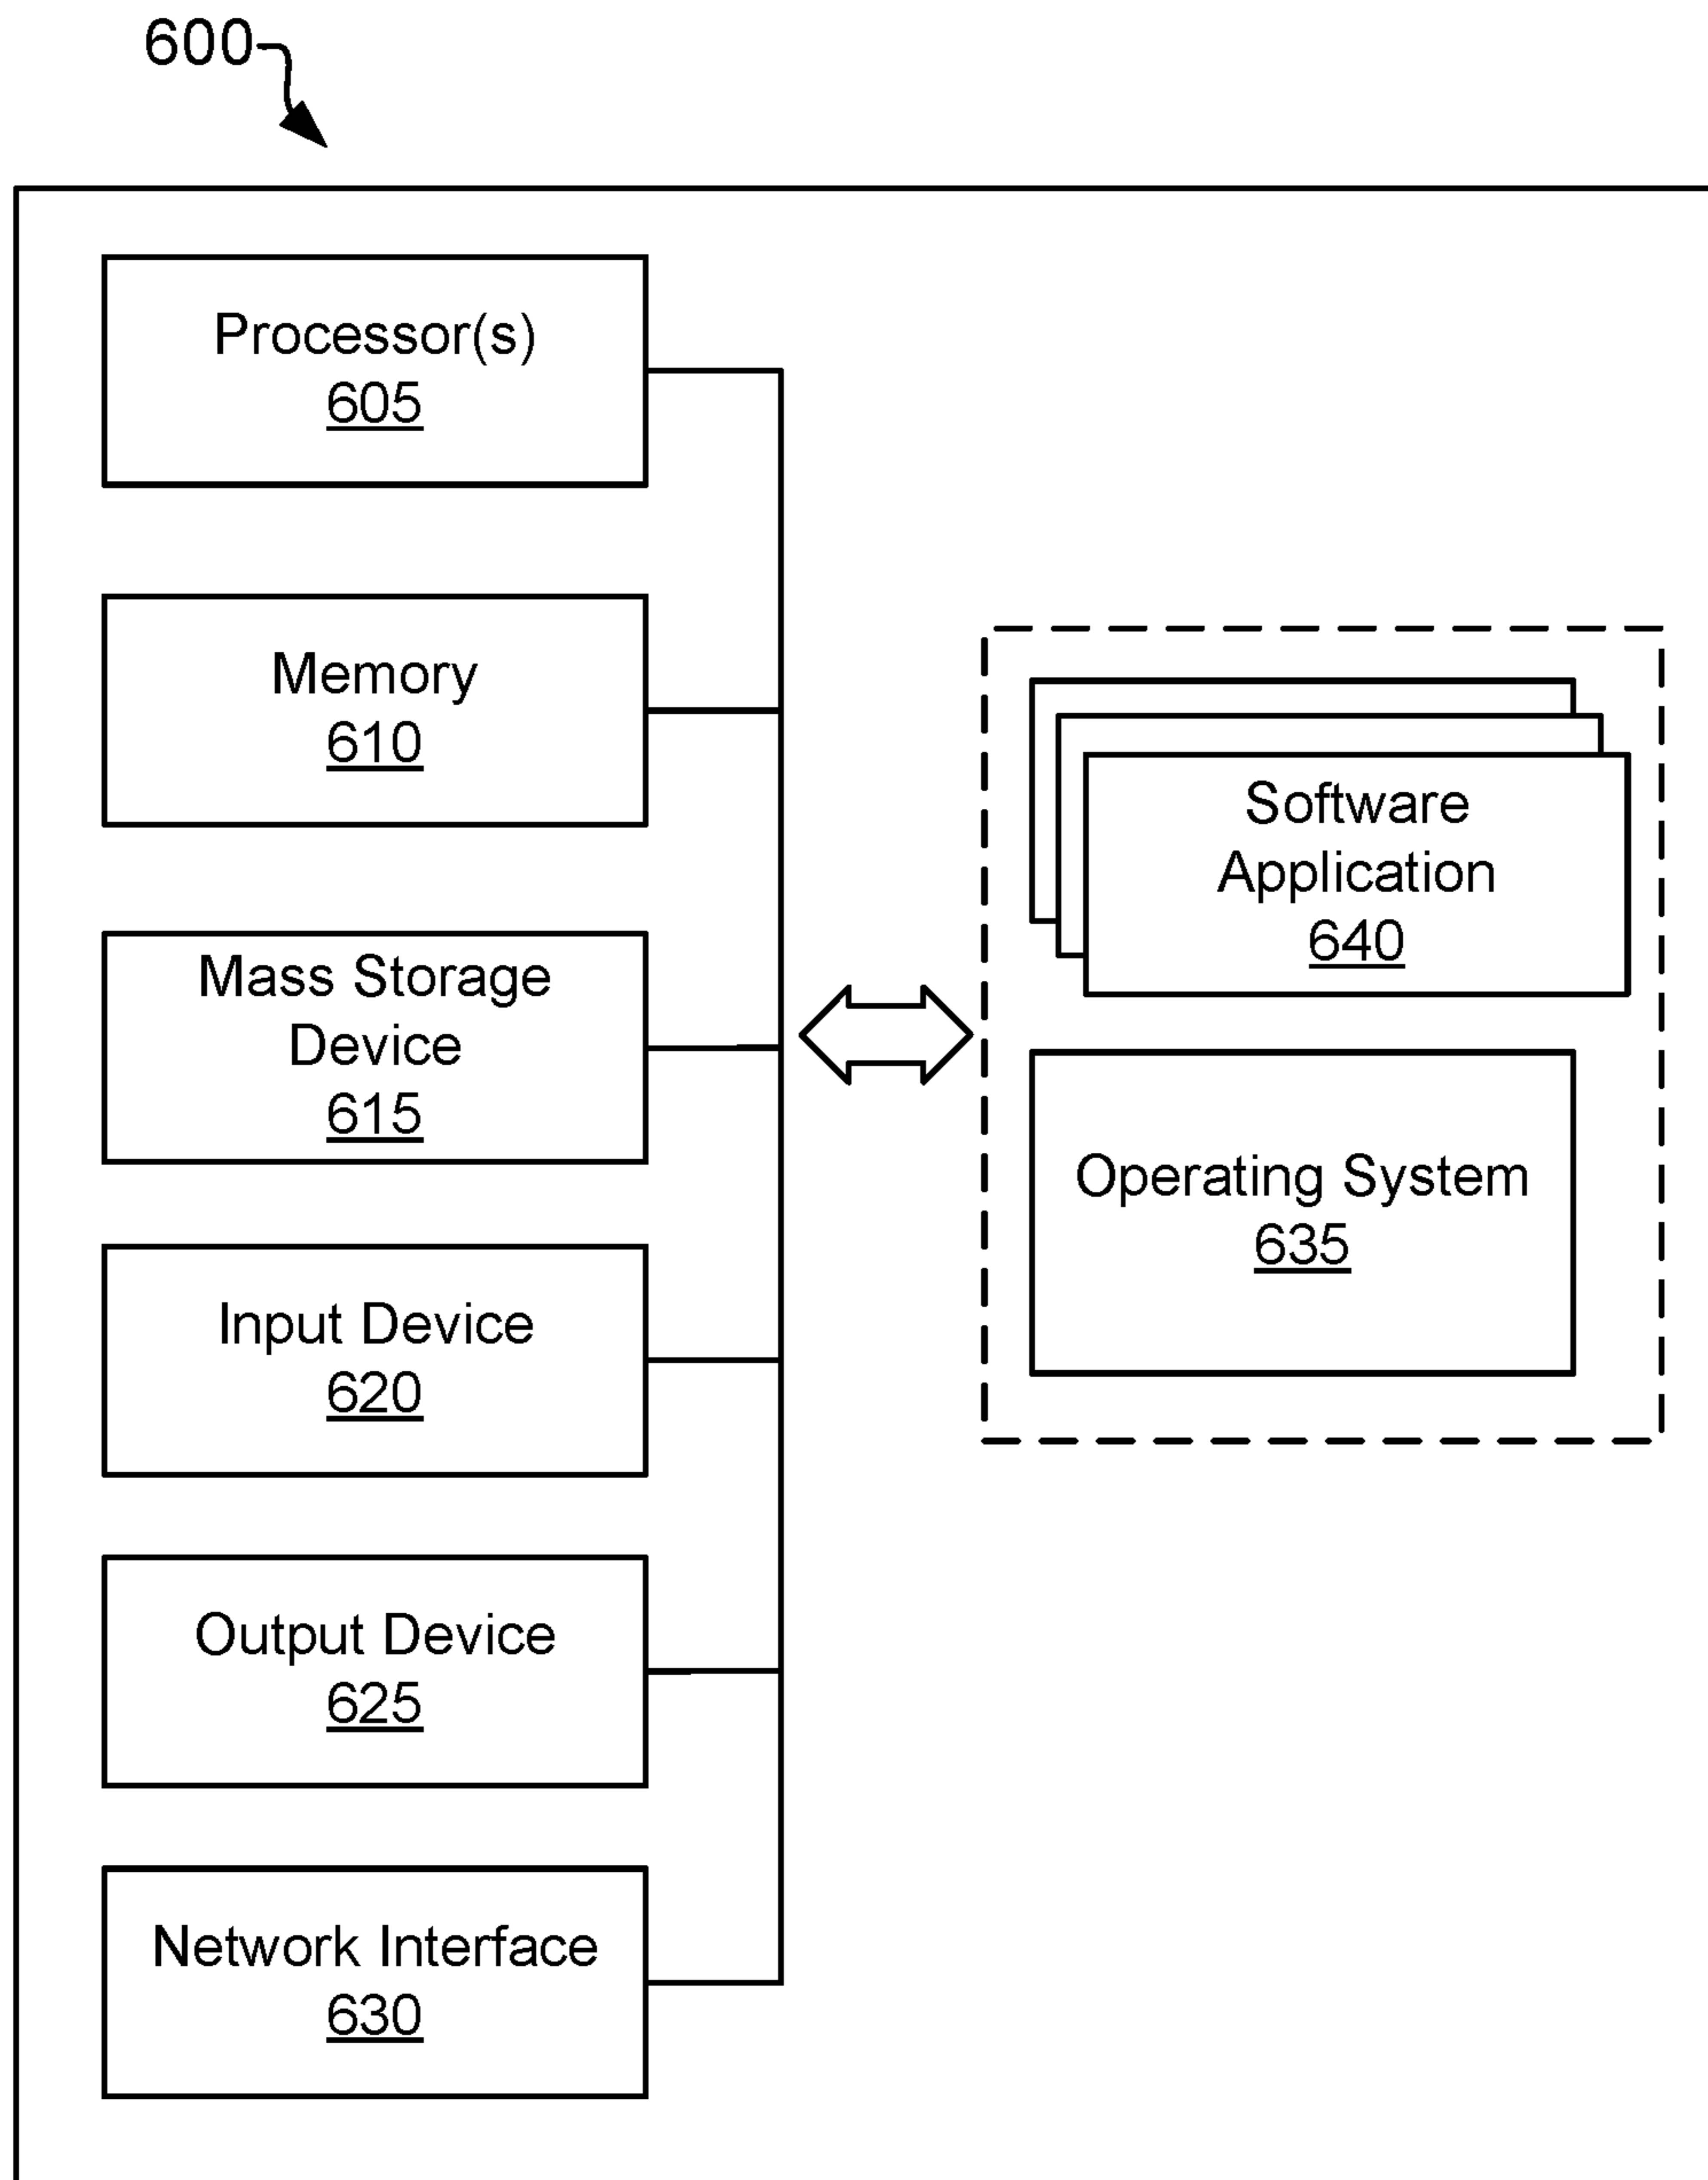 600
Processor(s)
605
Memory
610
Mass Storage
Device
615
Input Device
620
Output Device
625
Network Interface
630
Software
Application
640
Operating System
635